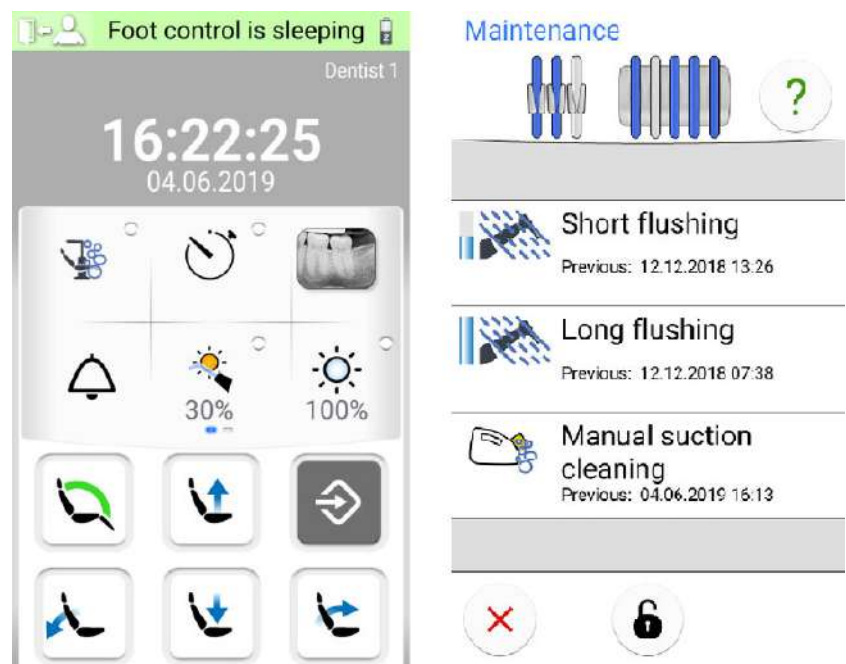 Foot control is sleeping
Dentist 1
16:22:25
04.06.2019
30%
100%
Maintenance
?
Short flushing
Previous: 12.12.2018 13:26
Long flushing
Previous: 12.12.2018 07:38
Manual suction
cleaning
Previous: 04.06.2019 16:13